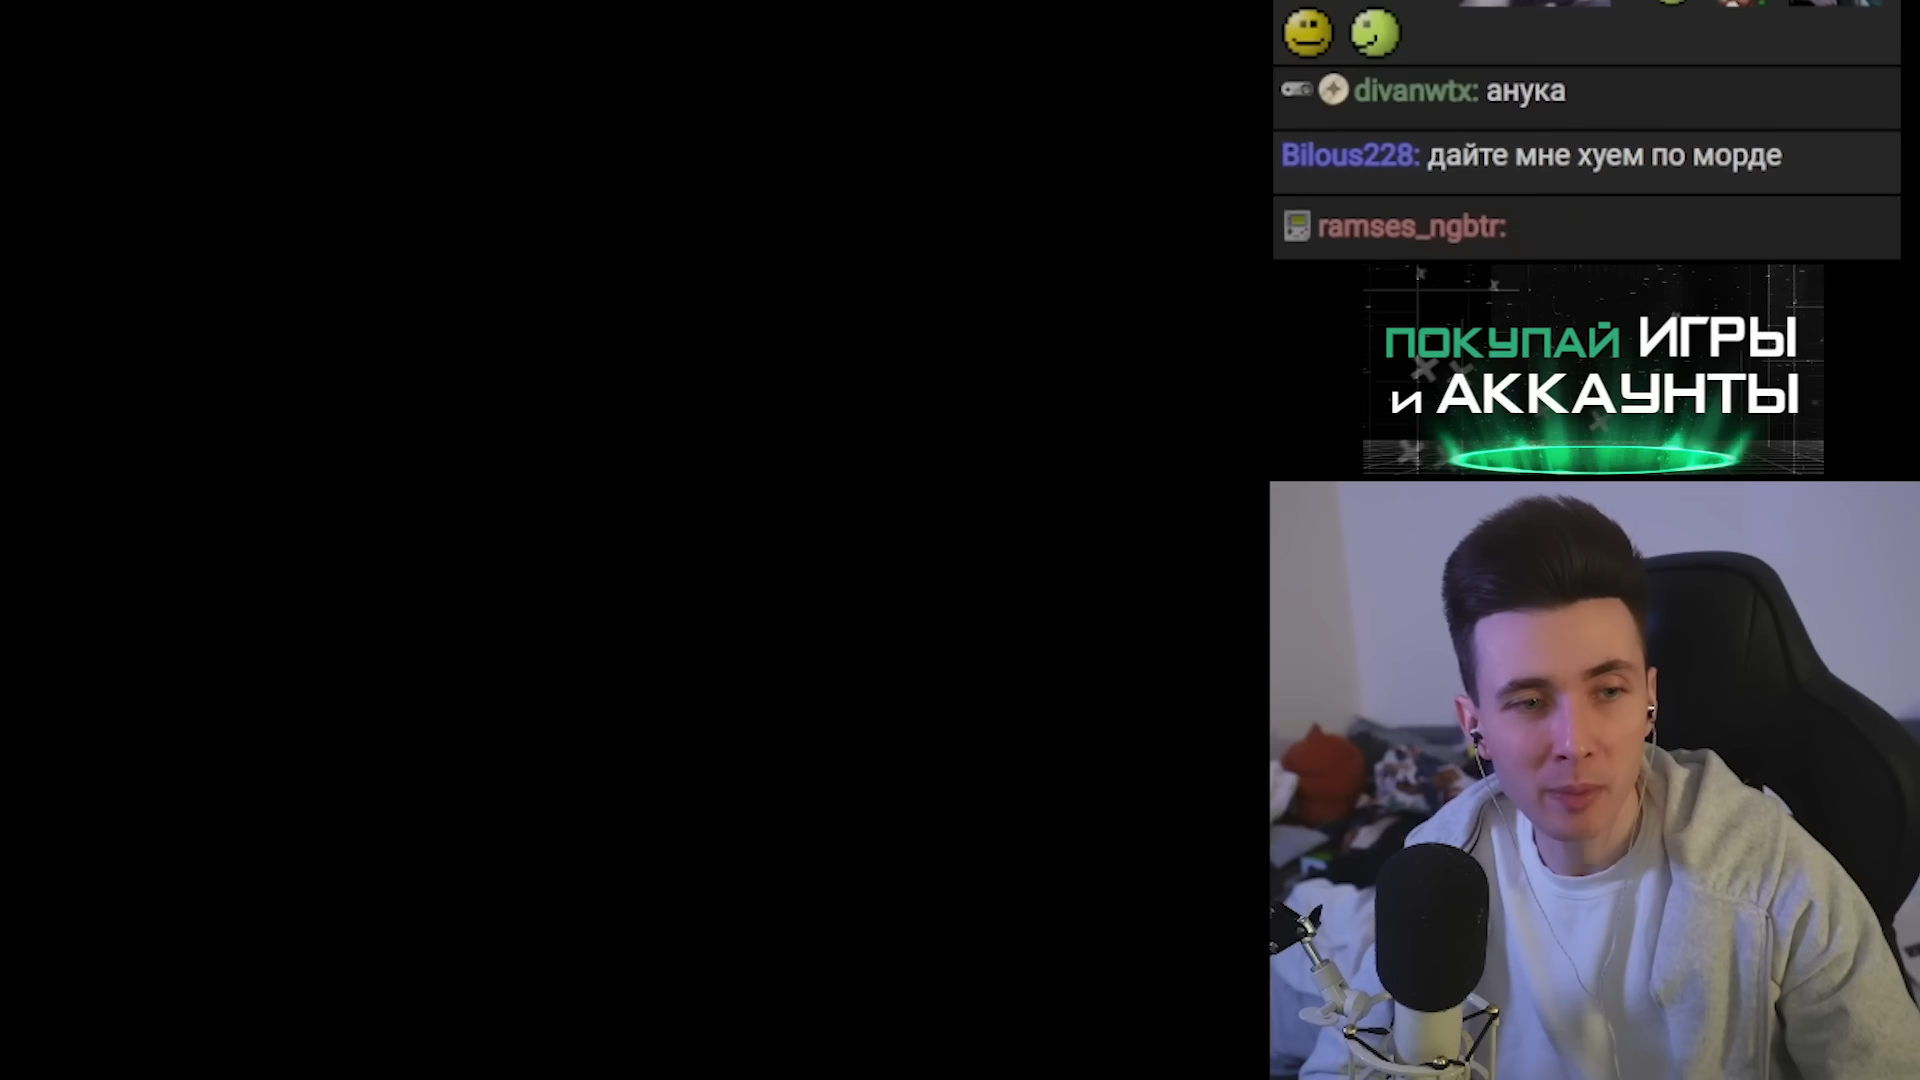 divanwtx: анука
Bilous228: дайте мне хуем по морде
ramses_ngbtr:
ПОКУПАЙ ИГРЫ
и АККАУНТЫ